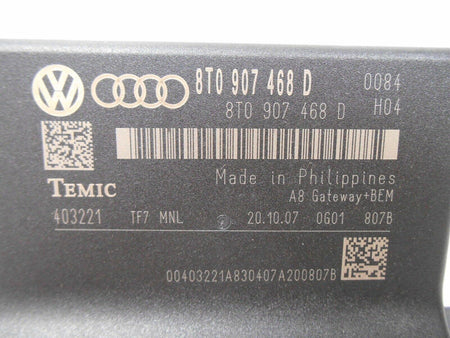 8T0 907 468 D 0084
8T0 907 468 D H04
TEMIC
Made in Philippines
A8 Gateway+BEM
403221 TF7 MNL 20.10.07 0G01 807B
00403221A830407A200807B